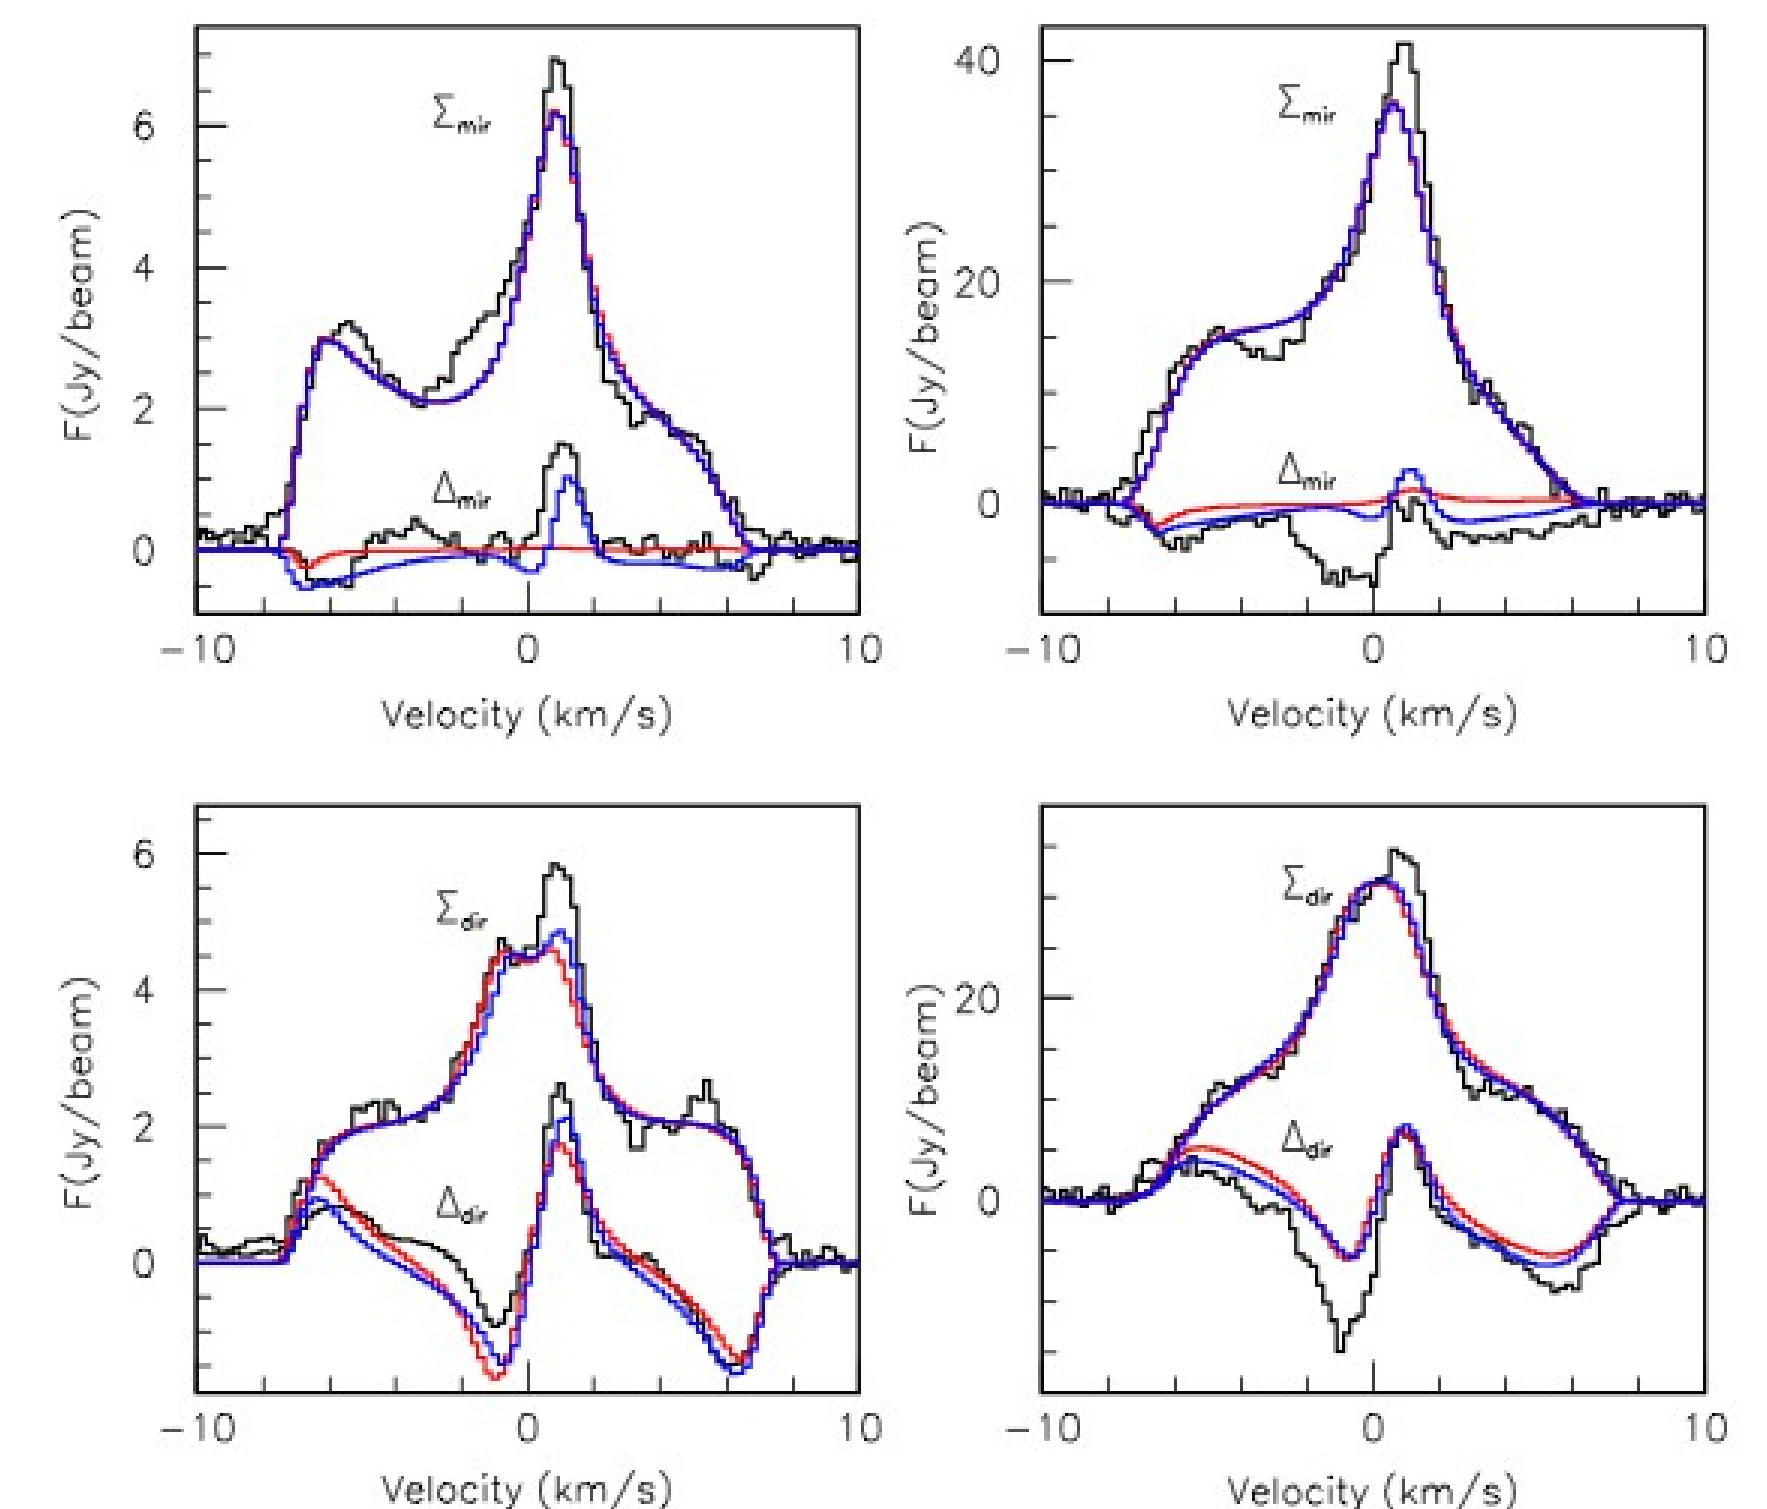 F(Jy/beam)
6
4
2
0
Σmir
Δmir
-10 0 10
Velocity (km/s)
F(Jy/beam)
40
20
0
Σmir
Δmir
-10 0 10
Velocity (km/s)
F(Jy/beam)
6
4
2
0
Σdir
Δdir
-10 0 10
Velocity (km/s)
F(Jy/beam)
20
0
Σdir
Δdir
-10 0 10
Velocity (km/s)